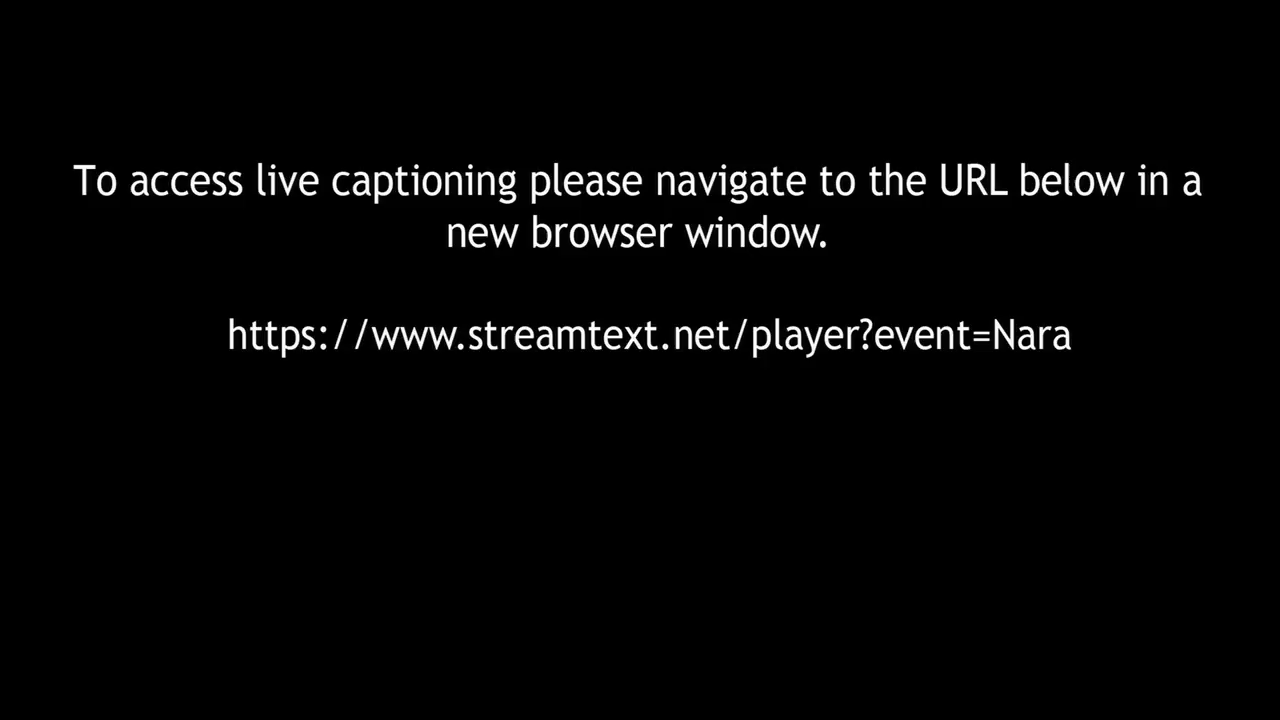 To access live captioning please navigate to the URL below in a
new browser window.
https://www.streamtext.net/player?event=Nara